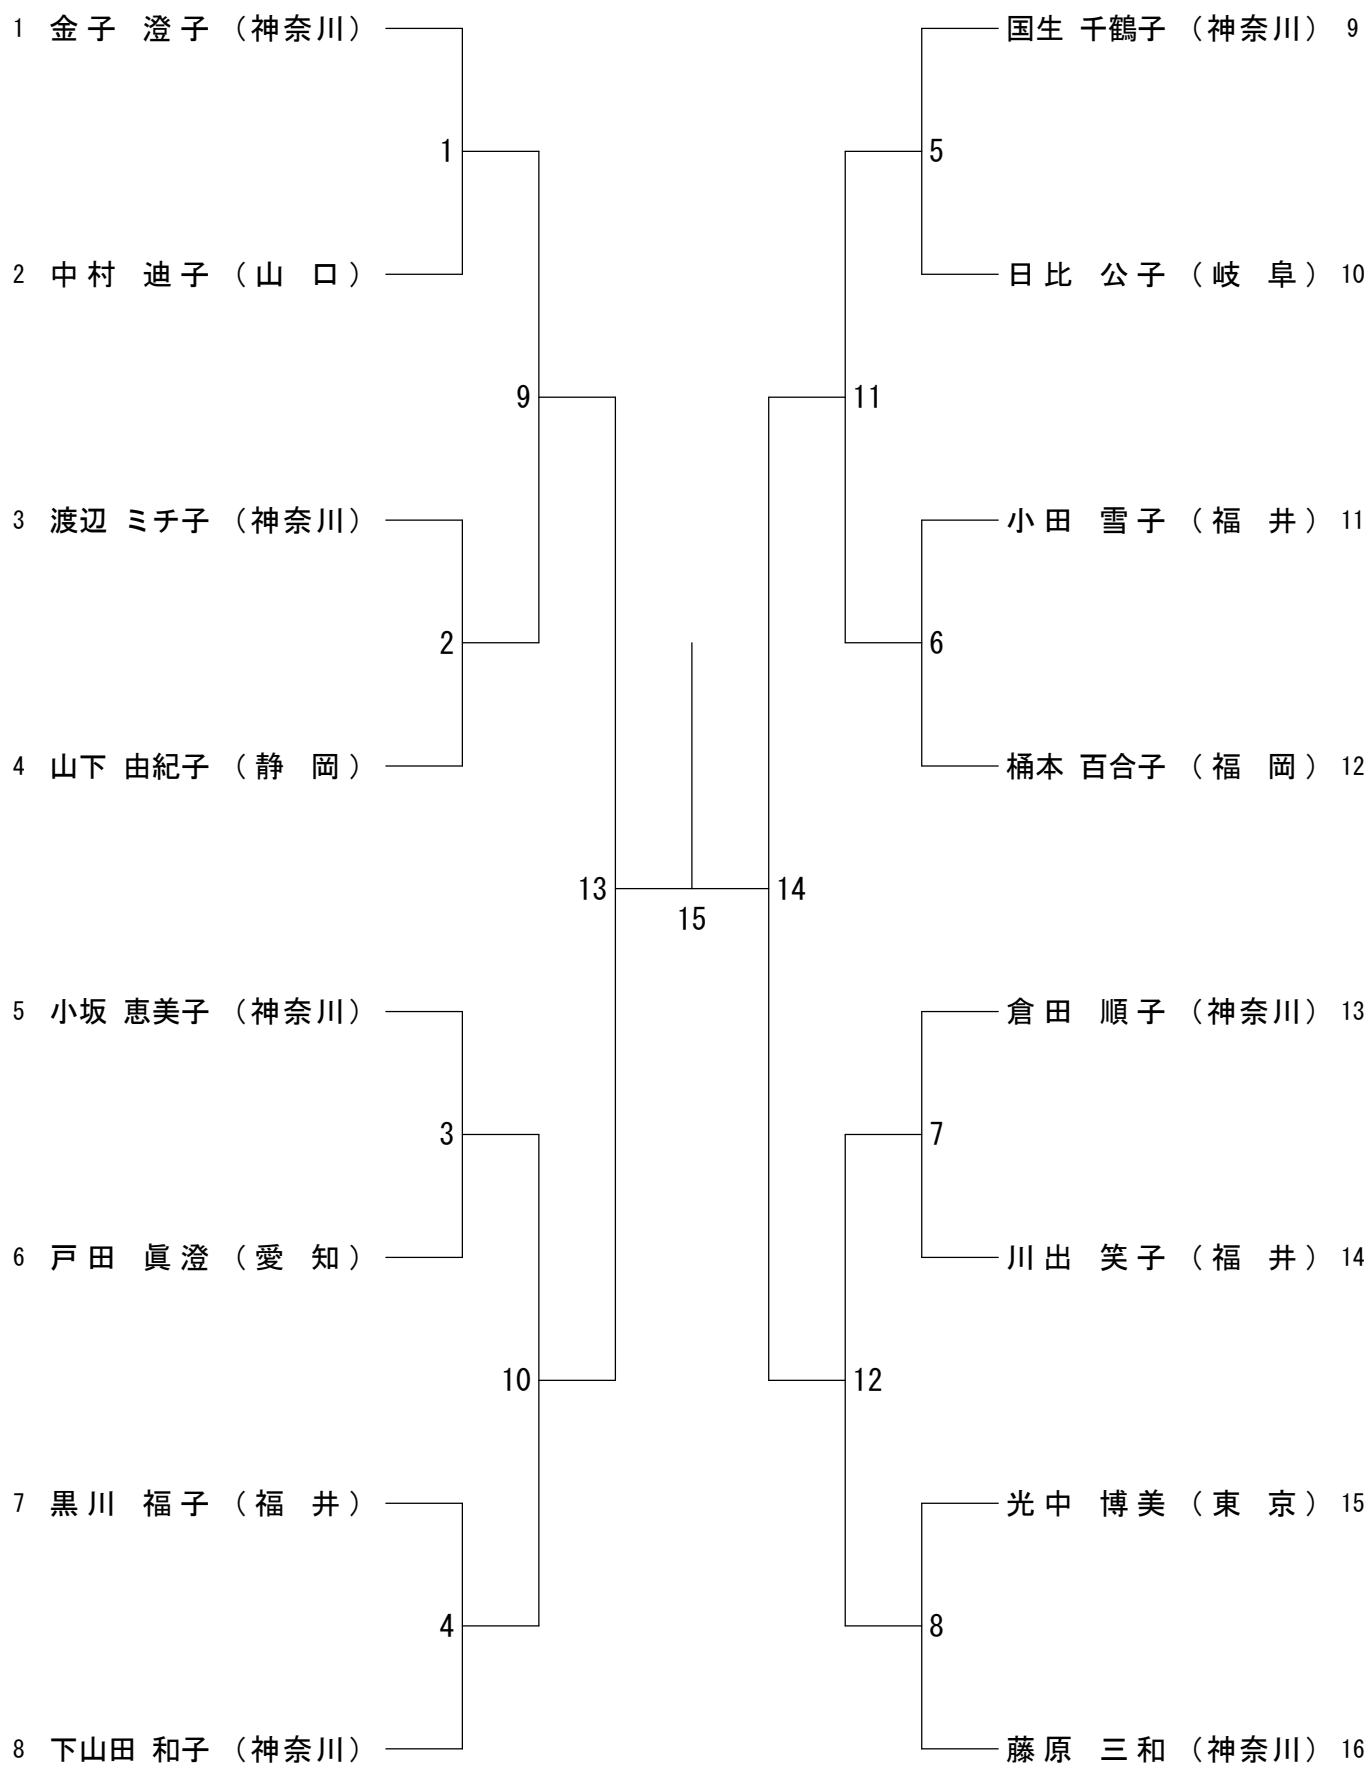 1 金子 澄子 (神奈川)
国生 千鶴子 (神奈川) 9
1
5
2 中村 迪子 (山 口)
日比 公子 (岐 阜) 10
9
11
3 渡辺 ミチ子 (神奈川)
小田 雪子 (福 井) 11
2
6
4 山下 由紀子 (静 岡)
桶本 百合子 (福 岡) 12
13
14
15
5 小坂 恵美子 (神奈川)
倉田 順子 (神奈川) 13
3
7
6 戸田 眞澄 (愛 知)
川出 笑子 (福 井) 14
10
12
7 黒川 福子 (福 井)
光中 博美 (東 京) 15
4
8
8 下山田 和子 (神奈川)
藤原 三和 (神奈川) 16